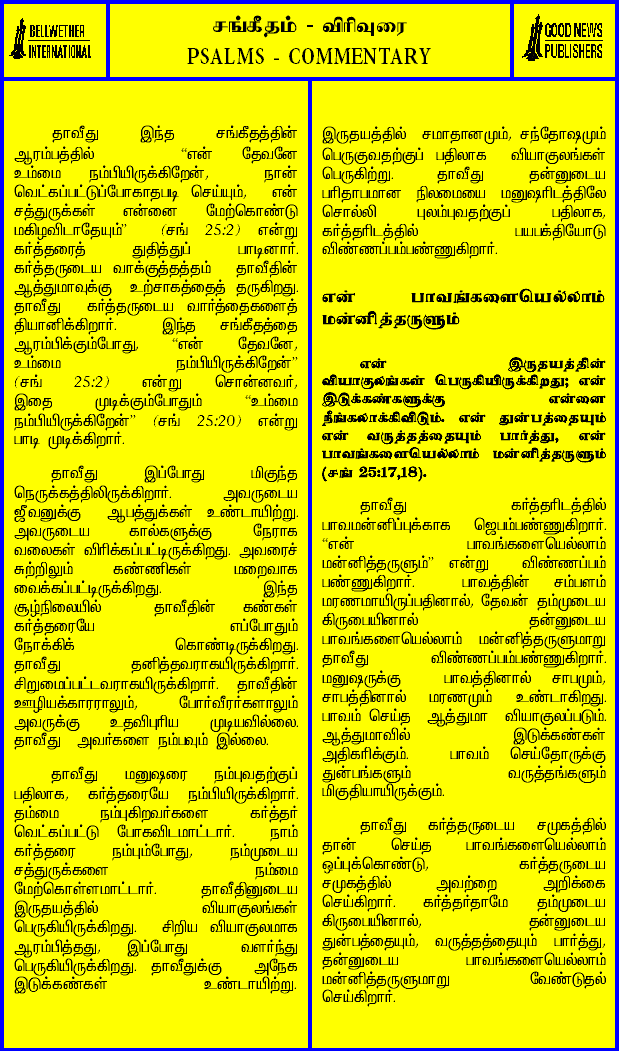 BELLWETHER
INTERNATIONAL
சங்கீதம் - விரிவுரை
PSALMS - COMMENTARY
GOOD NEWS
PUBLISHERS
தாவீது இந்த சங்கீதத்தின்
ஆரம்பத்தில் “என் தேவனே
உம்மை நம்பியிருக்கிறேன், நான்
வெட்கப்பட்டுப்போகாதபடி செய்யும், என்
சத்துருக்கள் என்னை மேற்கொண்டு
மகிழவிடாதேயும்” (சங் 25:2) என்று
கர்த்தரைத் துதித்துப் பாடினார்.
கர்த்தருடைய வாக்குத்தத்தம் தாவீதின்
ஆத்துமாவுக்கு உற்சாகத்தைத் தருகிறது.
தாவீது கர்த்தருடைய வார்த்தைகளைத்
தியானிக்கிறார். இந்த சங்கீதத்தை
ஆரம்பிக்கும்போது, “என் தேவனே,
உம்மை நம்பியிருக்கிறேன்”
(சங் 25:2) என்று சொன்னவர்,
இதை முடிக்கும்போதும் “உம்மை
நம்பியிருக்கிறேன்” (சங் 25:20) என்று
பாடி முடிக்கிறார்.
தாவீது இப்போது மிகுந்த
நெருக்கத்திலிருக்கிறார். அவருடைய
ஜீவனுக்கு ஆபத்துக்கள் உண்டாயிற்று.
அவருடைய கால்களுக்கு நேராக
வலைகள் விரிக்கப்பட்டிருக்கிறது. அவரைச்
சுற்றிலும் கண்ணிகள் மறைவாக
வைக்கப்பட்டிருக்கிறது. இந்த
சூழ்நிலையில் தாவீதின் கண்கள்
கர்த்தரையே எப்போதும்
நோக்கிக் கொண்டிருக்கிறது.
தாவீது தனித்தவராகயிருக்கிறார்.
சிறுமைப்பட்டவராகயிருக்கிறார். தாவீதின்
ஊழியக்காரராலும், போர்வீரர்களாலும்
அவருக்கு உதவிபுரிய முடியவில்லை.
தாவீது அவர்களை நம்பவும் இல்லை.
தாவீது மனுஷரை நம்புவதற்குப்
பதிலாக, கர்த்தரையே நம்பியிருக்கிறார்.
தம்மை நம்புகிறவர்களை கர்த்தர்
வெட்கப்பட்டு போகவிடமாட்டார். நாம்
கர்த்தரை நம்பும்போது, நம்முடைய
சத்துருக்களை நம்மை
மேற்கொள்ளமாட்டார். தாவீதினுடைய
இருதயத்தில் வியாகுலங்கள்
பெருகியிருக்கிறது. சிறிய வியாகுலமாக
ஆரம்பித்தது, இப்போது வளர்ந்து
பெருகியிருக்கிறது. தாவீதுக்கு அநேக
இடுக்கண்கள் உண்டாயிற்று.
இருதயத்தில் சமாதானமும், சந்தோஷமும்
பெருகுவதற்குப் பதிலாக வியாகுலங்கள்
பெருகிற்று. தாவீது தன்னுடைய
பரிதாபமான நிலமையை மனுஷரிடத்திலே
சொல்லி புலம்புவதற்குப் பதிலாக,
கர்த்தரிடத்தில் பயபக்தியோடு
விண்ணப்பம்பண்ணுகிறார்.
என் பாவங்களையெல்லாம்
மன்னித்தருளும்
என் இருதயத்தின்
வியாகுலங்கள் பெருகியிருக்கிறது; என்
இடுக்கண்களுக்கு என்னை
நீங்கலாக்கிவிடும். என் துன்பத்தையும்
என் வருத்தத்தையும் பார்த்து, என்
பாவங்களையெல்லாம் மன்னித்தருளும்
(சங் 25:17,18).
தாவீது கர்த்தரிடத்தில்
பாவமன்னிப்புக்காக ஜெபம்பண்ணுகிறார்.
“என் பாவங்களையெல்லாம்
மன்னித்தருளும்” என்று விண்ணப்பம்
பண்ணுகிறார். பாவத்தின் சம்பளம்
மரணமாயிருப்பதினால், தேவன் தம்முடைய
கிருபையினால் தன்னுடைய
பாவங்களையெல்லாம் மன்னித்தருளுமாறு
தாவீது விண்ணப்பம்பண்ணுகிறார்.
மனுஷருக்கு பாவத்தினால் சாபமும்,
சாபத்தினால் மரணமும் உண்டாகிறது.
பாவம் செய்த ஆத்துமா வியாகுலப்படும்.
ஆத்துமாவில் இடுக்கண்கள்
அதிகரிக்கும். பாவம் செய்தோருக்கு
துன்பங்களும் வருத்தங்களும்
மிகுதியாயிருக்கும்.
தாவீது கர்த்தருடைய சமுகத்தில்
தான் செய்த பாவங்களையெல்லாம்
ஒப்புக்கொண்டு, கர்த்தருடைய
சமுகத்தில் அவற்றை அறிக்கை
செய்கிறார். கர்த்தர்தாமே தம்முடைய
கிருபையினால், தன்னுடைய
துன்பத்தையும், வருத்தத்தையும் பார்த்து,
தன்னுடைய பாவங்களையெல்லாம்
மன்னித்தருளுமாறு வேண்டுதல்
செய்கிறார்.